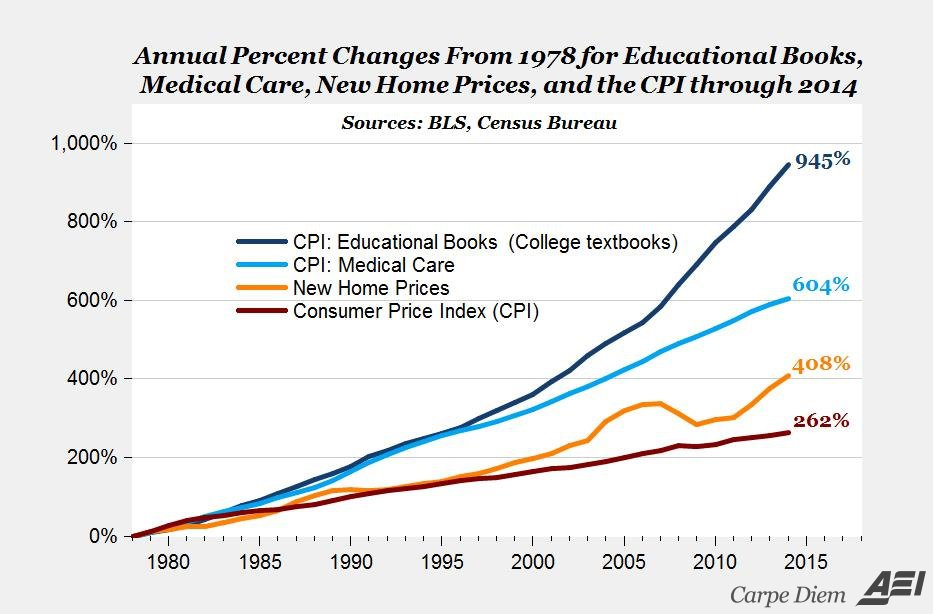 Annual Percent Changes From 1978 for Educational Books,
Medical Care, New Home Prices, and the CPI through 2014
Sources: BLS, Census Bureau
1,000%
945%
800%
CPI: Educational Books (College textbooks)
CPI: Medical Care
New Home Prices
Consumer Price Index (CPI)
604%
600%
408%
400%
262%
200%
0%
1980 1985 1990 1995 2000 2005 2010 2015
Carpe Diem AEI